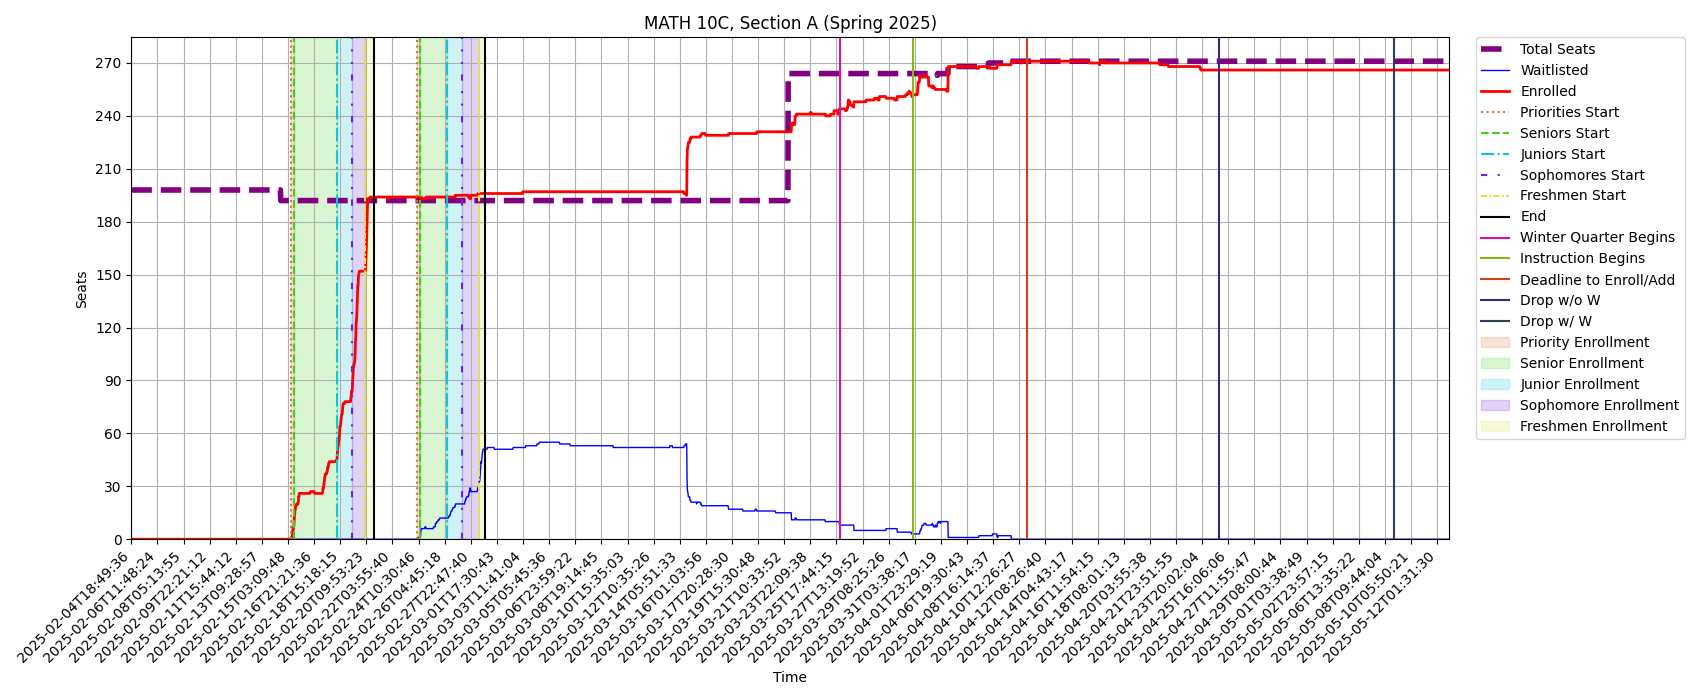 MATH 10C, Section A (Spring 2025)
Seats
270
240
210
180
150
120
90
60
30
0
2025-02-04T18:49:36
2025-02-06T11:48:24
2025-02-08T05:13:55
2025-02-09T22:21:12
2025-02-11T15:44:12
2025-02-13T09:28:57
2025-02-15T03:09:48
2025-02-16T21:21:36
2025-02-18T15:18:15
2025-02-20T09:53:23
2025-02-22T03:55:40
2025-02-24T10:30:46
2025-02-26T04:45:18
2025-02-27T22:47:40
2025-03-01T17:30:43
2025-03-03T11:41:04
2025-03-05T05:45:36
2025-03-06T23:59:22
2025-03-08T19:14:45
2025-03-10T15:35:03
2025-03-12T10:35:26
2025-03-14T05:51:33
2025-03-16T01:03:56
2025-03-17T20:28:30
2025-03-19T15:30:48
2025-03-21T10:33:52
2025-03-23T22:09:38
2025-03-25T17:44:15
2025-03-27T13:19:52
2025-03-29T08:25:26
2025-03-31T03:38:17
2025-04-01T23:29:19
2025-04-06T19:30:43
2025-04-08T16:14:37
2025-04-10T12:26:27
2025-04-12T08:26:40
2025-04-14T04:43:17
2025-04-16T11:54:15
2025-04-18T08:01:13
2025-04-20T03:55:38
2025-04-21T23:51:55
2025-04-23T20:02:04
2025-04-25T16:06:06
2025-04-27T11:55:47
2025-04-29T08:00:44
2025-05-01T03:38:49
2025-05-02T23:57:15
2025-05-06T13:35:22
2025-05-08T09:44:04
2025-05-10T05:50:21
2025-05-12T01:31:30
Time
Total Seats
Waitlisted
Enrolled
Priorities Start
Seniors Start
Juniors Start
Sophomores Start
Freshmen Start
End
Winter Quarter Begins
Instruction Begins
Deadline to Enroll/Add
Drop w/o W
Drop w/ W
Priority Enrollment
Senior Enrollment
Junior Enrollment
Sophomore Enrollment
Freshmen Enrollment